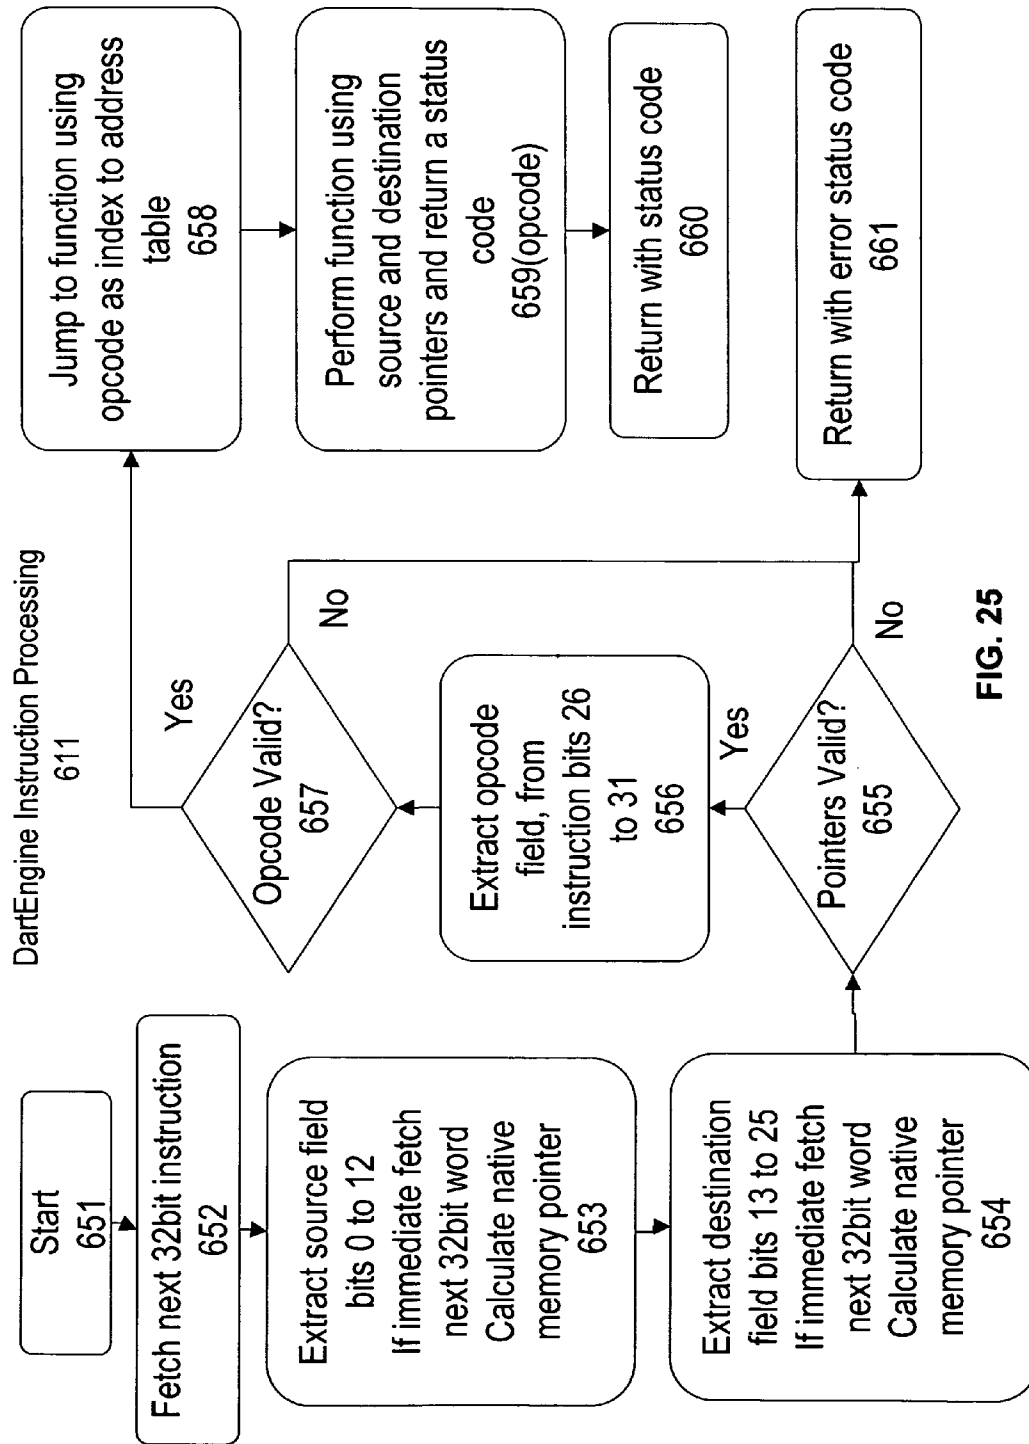 DartEngine Instruction Processing
611
Start
651
Fetch next 32bit instruction
652
Extract source field
bits 0 to 12
If immediate fetch
next 32bit word
Calculate native
memory pointer
653
Extract destination
field bits 13 to 25
If immediate fetch
next 32bit word
Calculate native
memory pointer
654
Pointers Valid?
655
Yes
No
Extract opcode
field, from
instruction bits 26
to 31
656
Opcode Valid?
657
Yes
No
Jump to function using
opcode as index to address
table
658
Perform function using
source and destination
pointers and return a status
code
659(opcode)
Return with status code
660
Return with error status code
661
FIG. 25